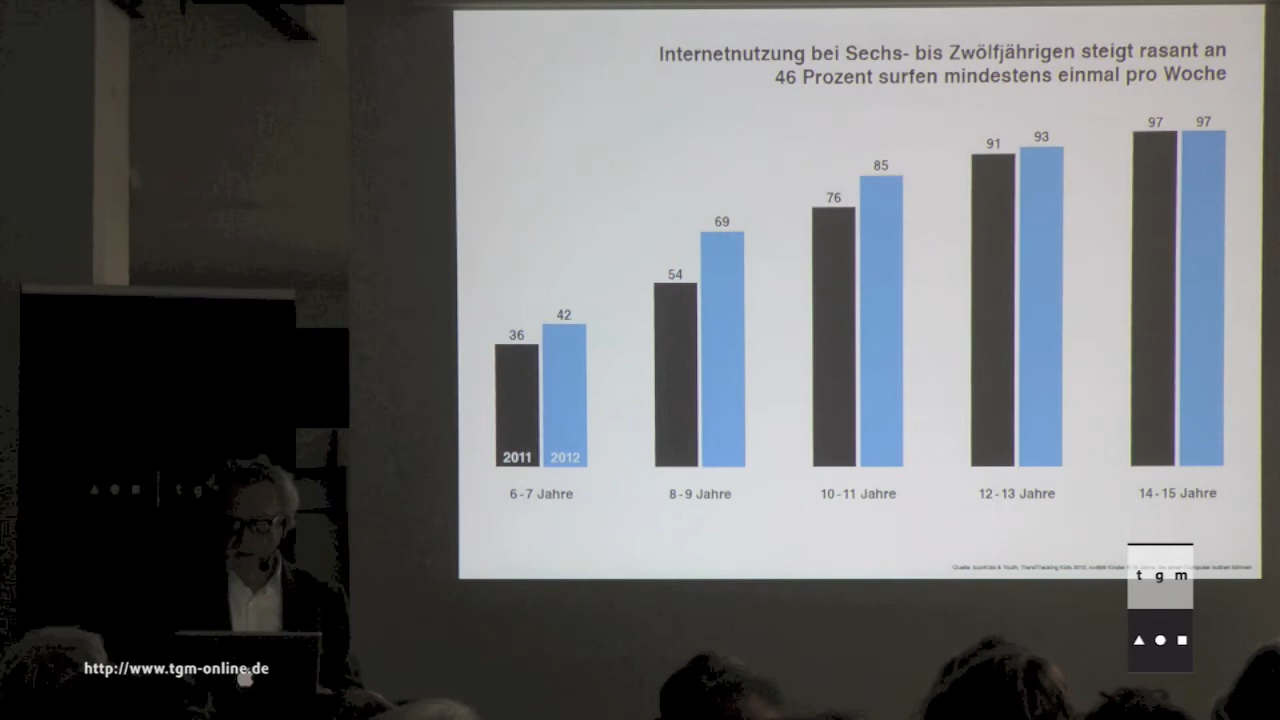 Internetnutzung bei Sechs- bis Zwölfjährigen steigt rasant an
46 Prozent surfen mindestens einmal pro Woche
36 42 54 69 76 85 91 93 97 97
2011 2012
6-7 Jahre 8-9 Jahre 10-11 Jahre 12-13 Jahre 14-15 Jahre
t g m
http://www.tgm-online.de